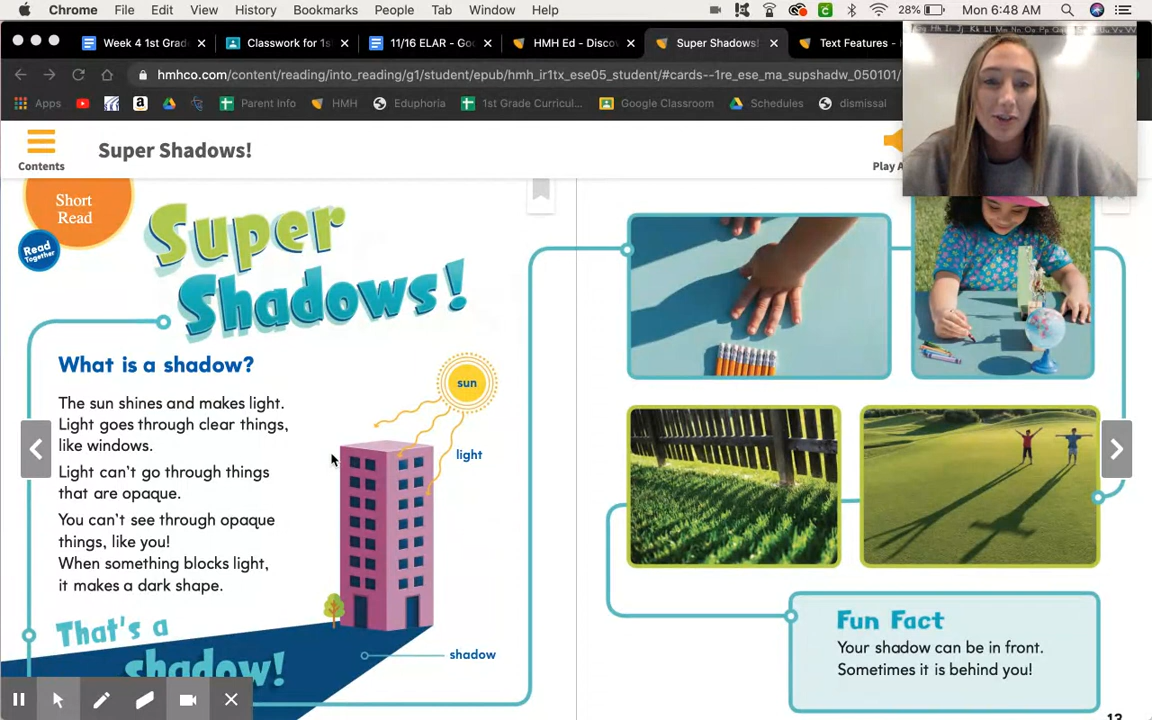 Chrome File Edit View History Bookmarks People Tab Window Help 28% Mon 6:48 AM
Week 4 1st Grad Classwork for 1s 11/16 ELAR - Goo HMH Ed - Disco Super Shadows! Text Features -
hmhco.com/content/reading/into_reading/g1/student/epub/hmh_ir1tx_ese05_student/#cards--1re_ese_ma_supshadw_050101/
Apps Parent Info HMH Eduphoria 1st Grade Curricul... Google Classroom Schedules dismissal
Contents
Super Shadows!
Play A
Short
Read
Read
Together
Super
Shadows!
What is a shadow?
The sun shines and makes light.
Light goes through clear things,
like windows.
Light can't go through things
that are opaque.
You can't see through opaque
things, like you!
When something blocks light,
it makes a dark shape.
That's a
shadow!
sun
light
shadow
Fun Fact
Your shadow can be in front.
Sometimes it is behind you!
13